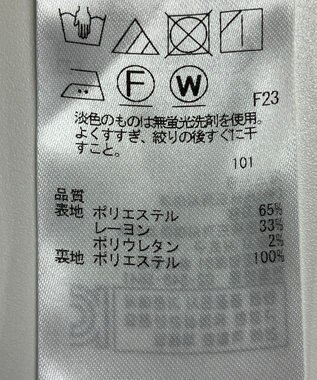 F W
F23
淡色のものは無蛍光洗剤を使用。
よくすすぎ、絞りの後すぐに干
すこと。
101
品質
表地 ポリエステル 65%
レーヨン 33%
ポリウレタン 2%
裏地 ポリエステル 100%